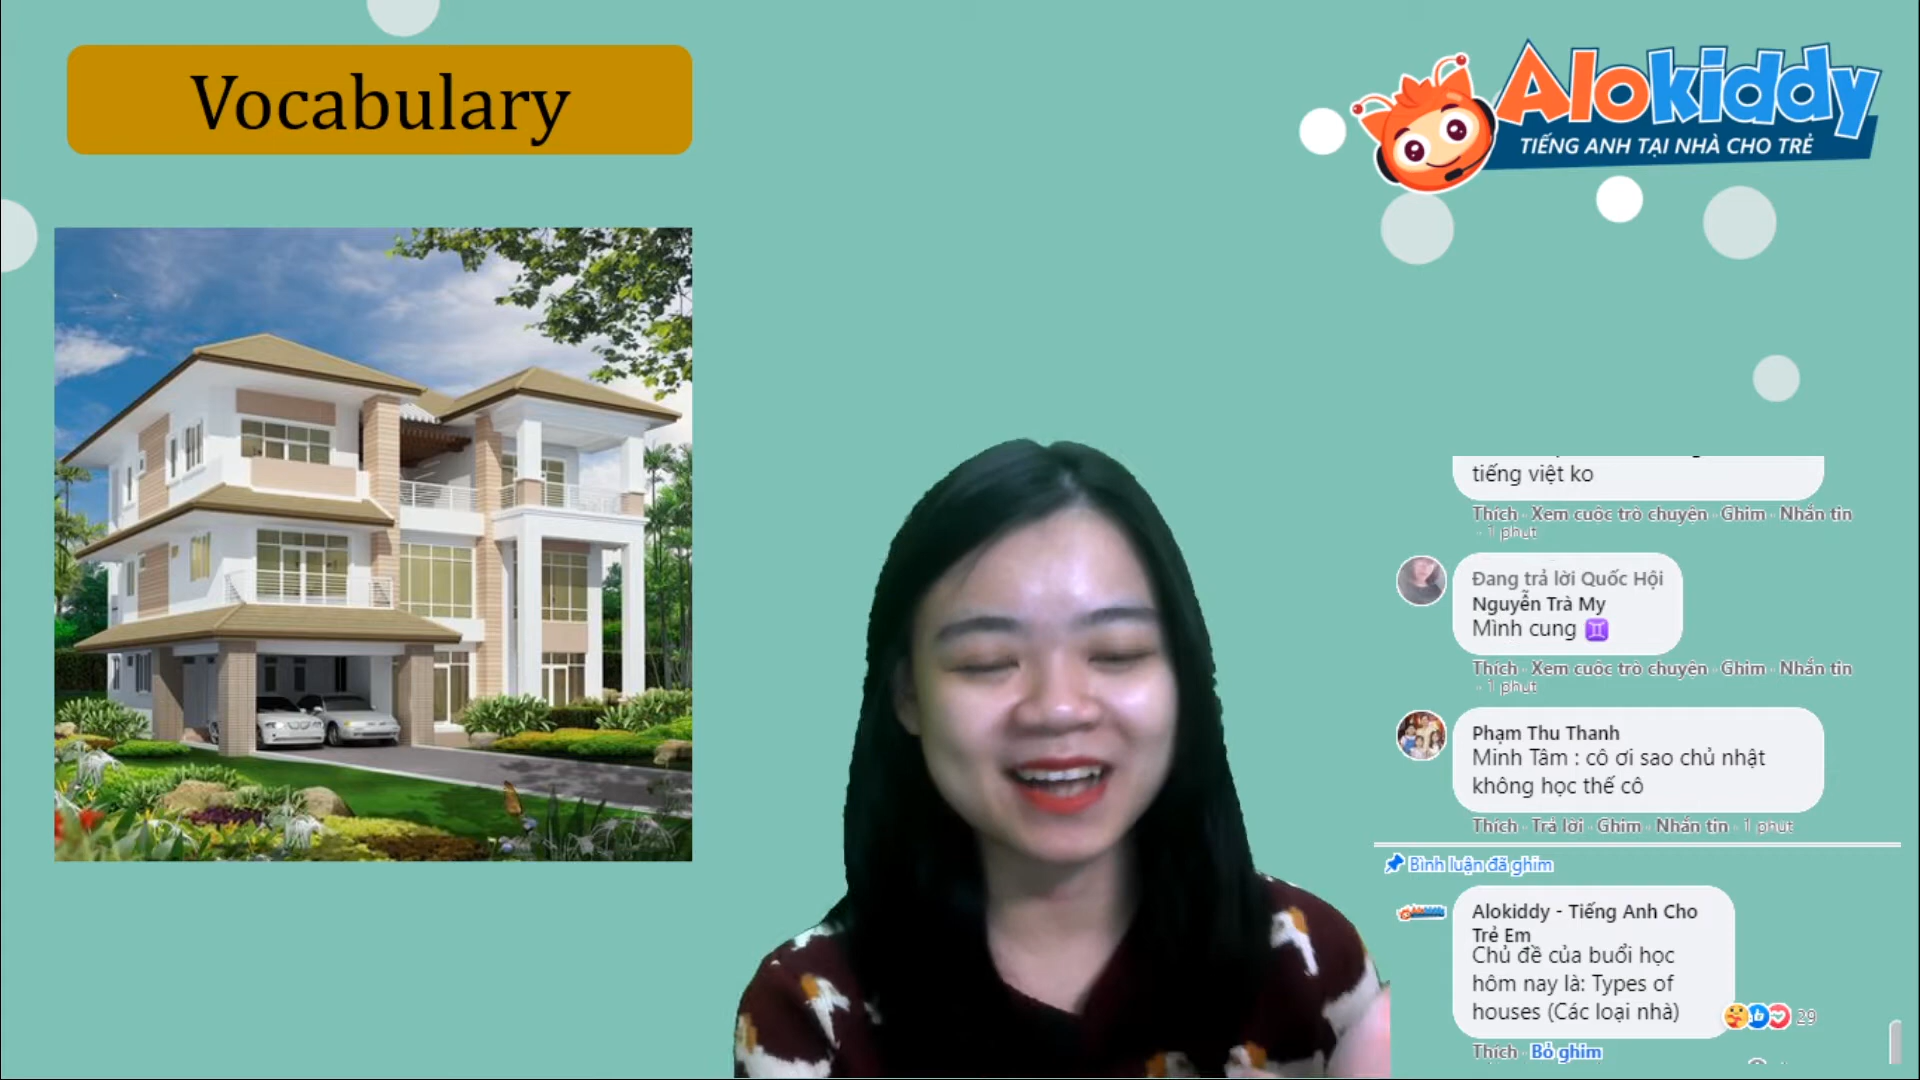 Vocabulary
Alokiddy
TIẾNG ANH TẠI NHÀ CHO TRẺ
tiếng việt ko
Thích · Xem cuộc trò chuyện · Ghim · Nhắn tin
· 1 phút
Đang trả lời Quốc Hội
Nguyễn Trà My
Mình cung ♊
Thích · Xem cuộc trò chuyện · Ghim · Nhắn tin
· 1 phút
Phạm Thu Thanh
Minh Tâm : cô ơi sao chủ nhật
không học thế cô
Thích · Trả lời · Ghim · Nhắn tin · 1 phút
Bình luận đã ghim
Alokiddy - Tiếng Anh Cho
Trẻ Em
Chủ đề của buổi học
hôm nay là: Types of
houses (Các loại nhà)
29
Thích · Bỏ ghim